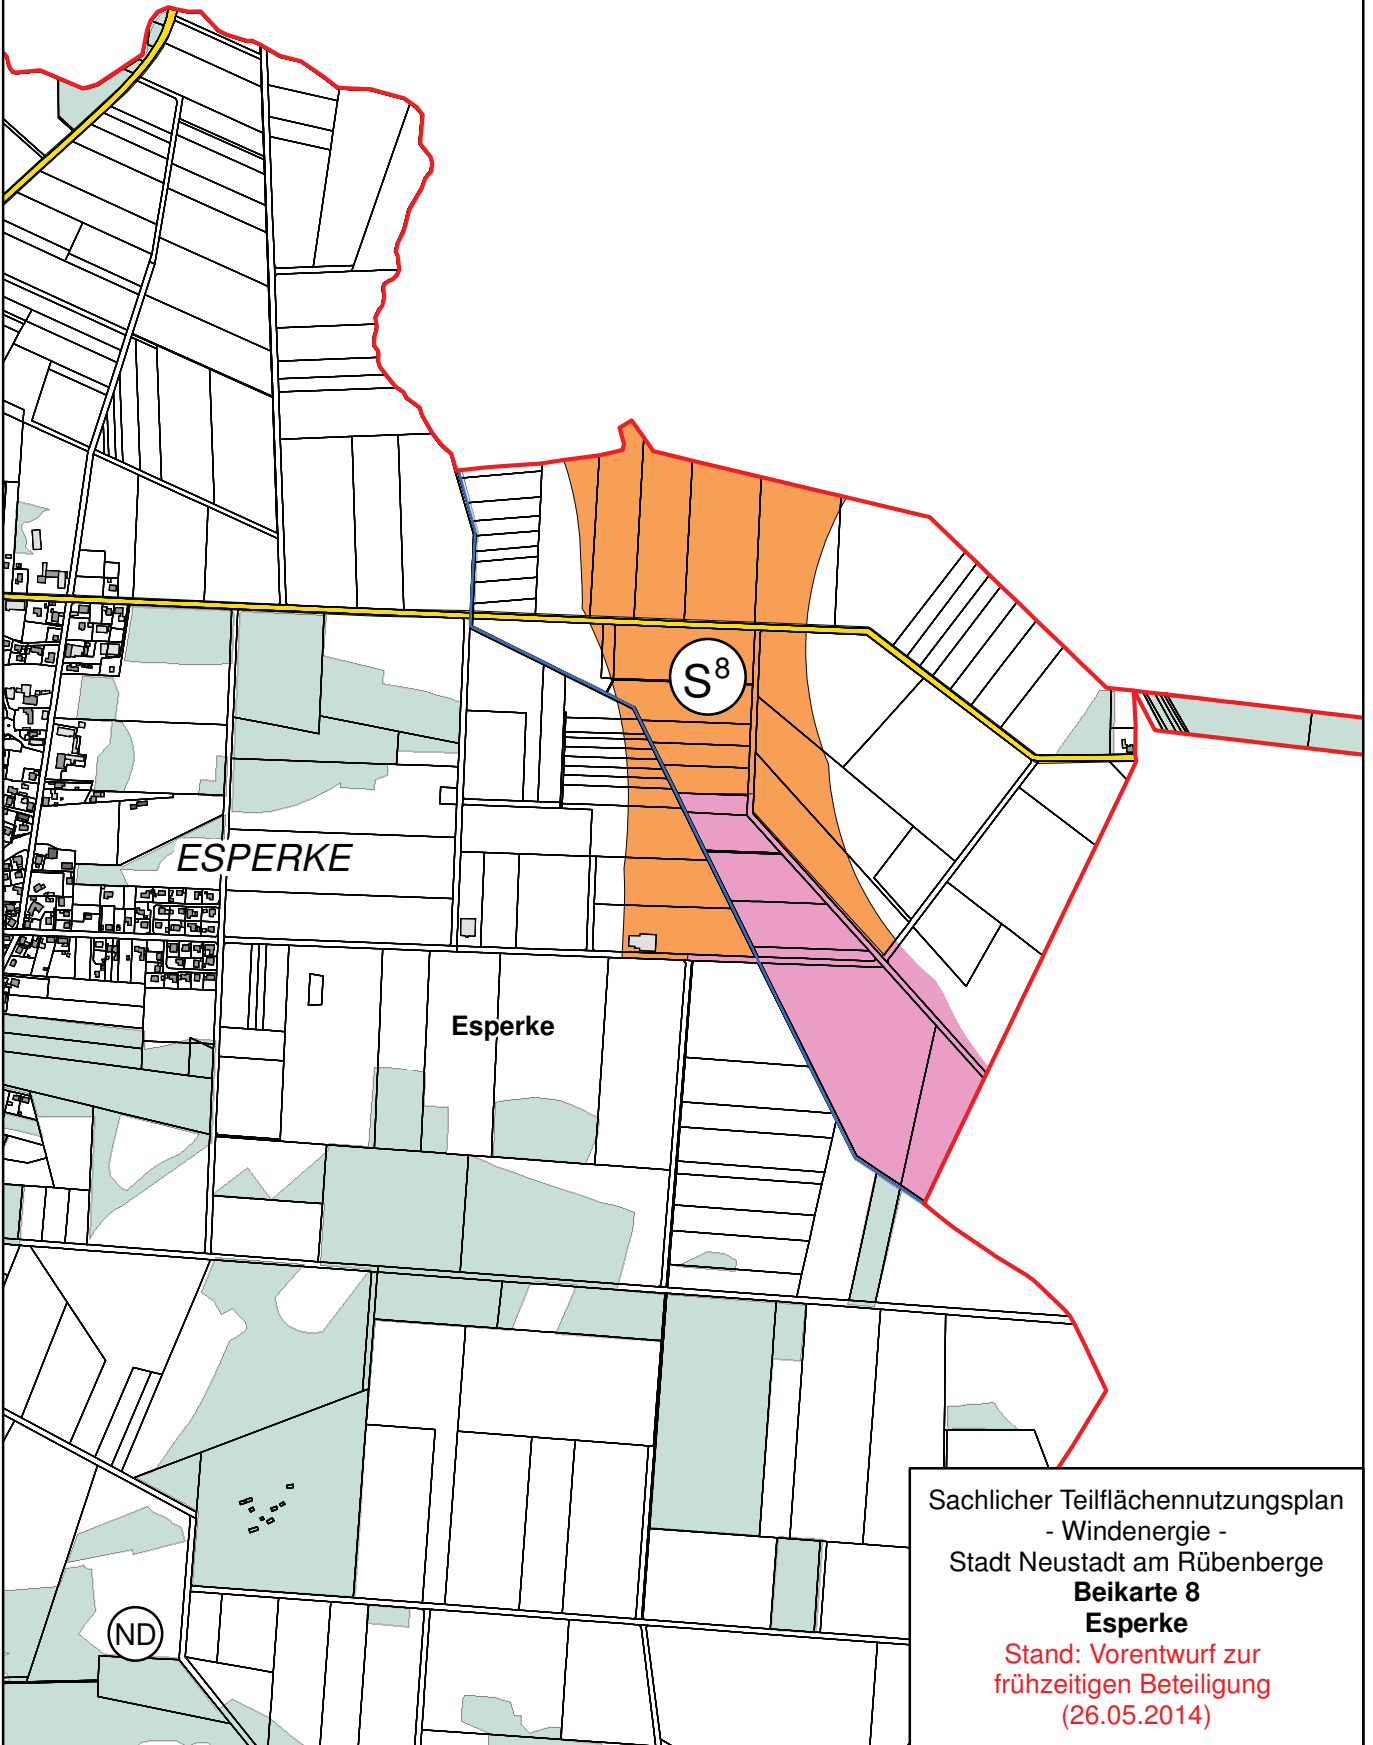 S8
ESPERKE
Esperke
ND
Sachlicher Teilflächennutzungsplan
- Windenergie -
Stadt Neustadt am Rübenberge
Beikarte 8
Esperke
Stand: Vorentwurf zur
frühzeitigen Beteiligung
(26.05.2014)